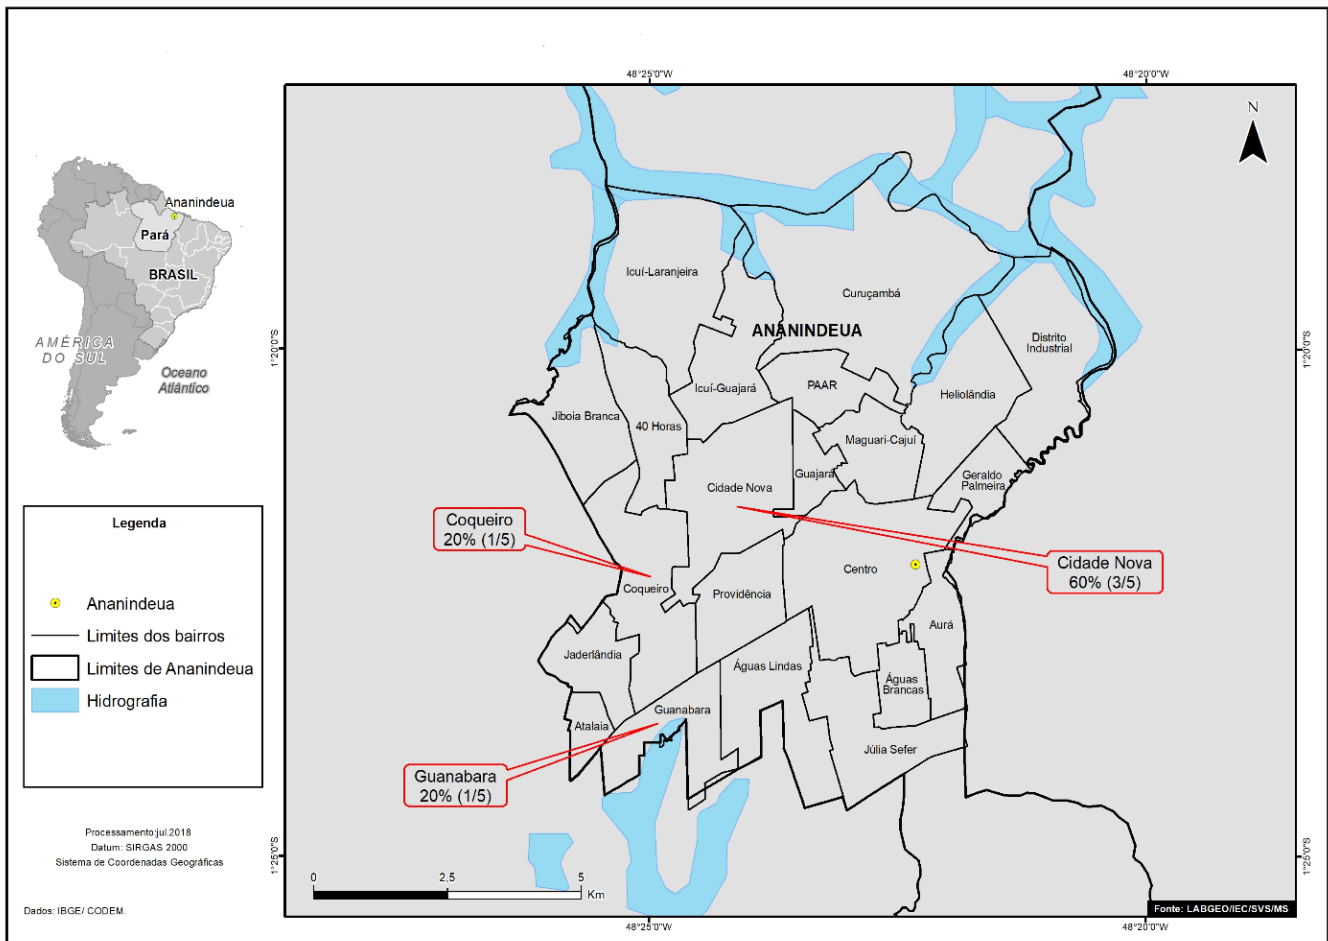 48°25'0"W
48°20'0"W
N
Ananindeua
Pará
BRASIL
AMÉRICA
DO SUL
Oceano
Atlântico
1°20'0"S
1°20'0"S
Icuí-Laranjeira
Curuçambá
ANANINDEUA
Distrito
Industrial
Icuí-Guajará
PAAR
Heliolândia
Jiboia Branca
40 Horas
Maguari-Cajuí
Guajará
Geraldo
Palmeira
Cidade Nova
Coqueiro
20% (1/5)
Cidade Nova
60% (3/5)
Centro
Coqueiro
Providência
Aurá
Jaderlândia
Águas Lindas
Águas
Brancas
Guanabara
Atalaia
Júlia Sefer
Guanabara
20% (1/5)
Legenda
Ananindeua
Limites dos bairros
Limites de Ananindeua
Hidrografia
Processamento:jul.2018
Datum: SIRGAS 2000
Sistema de Coordenadas Geográficas
Dados: IBGE/ CODEM.
1°25'0"S
1°25'0"S
0 2,5 5
Km
Fonte: LABGEO/IEC/SVS/MS
48°25'0"W
48°20'0"W